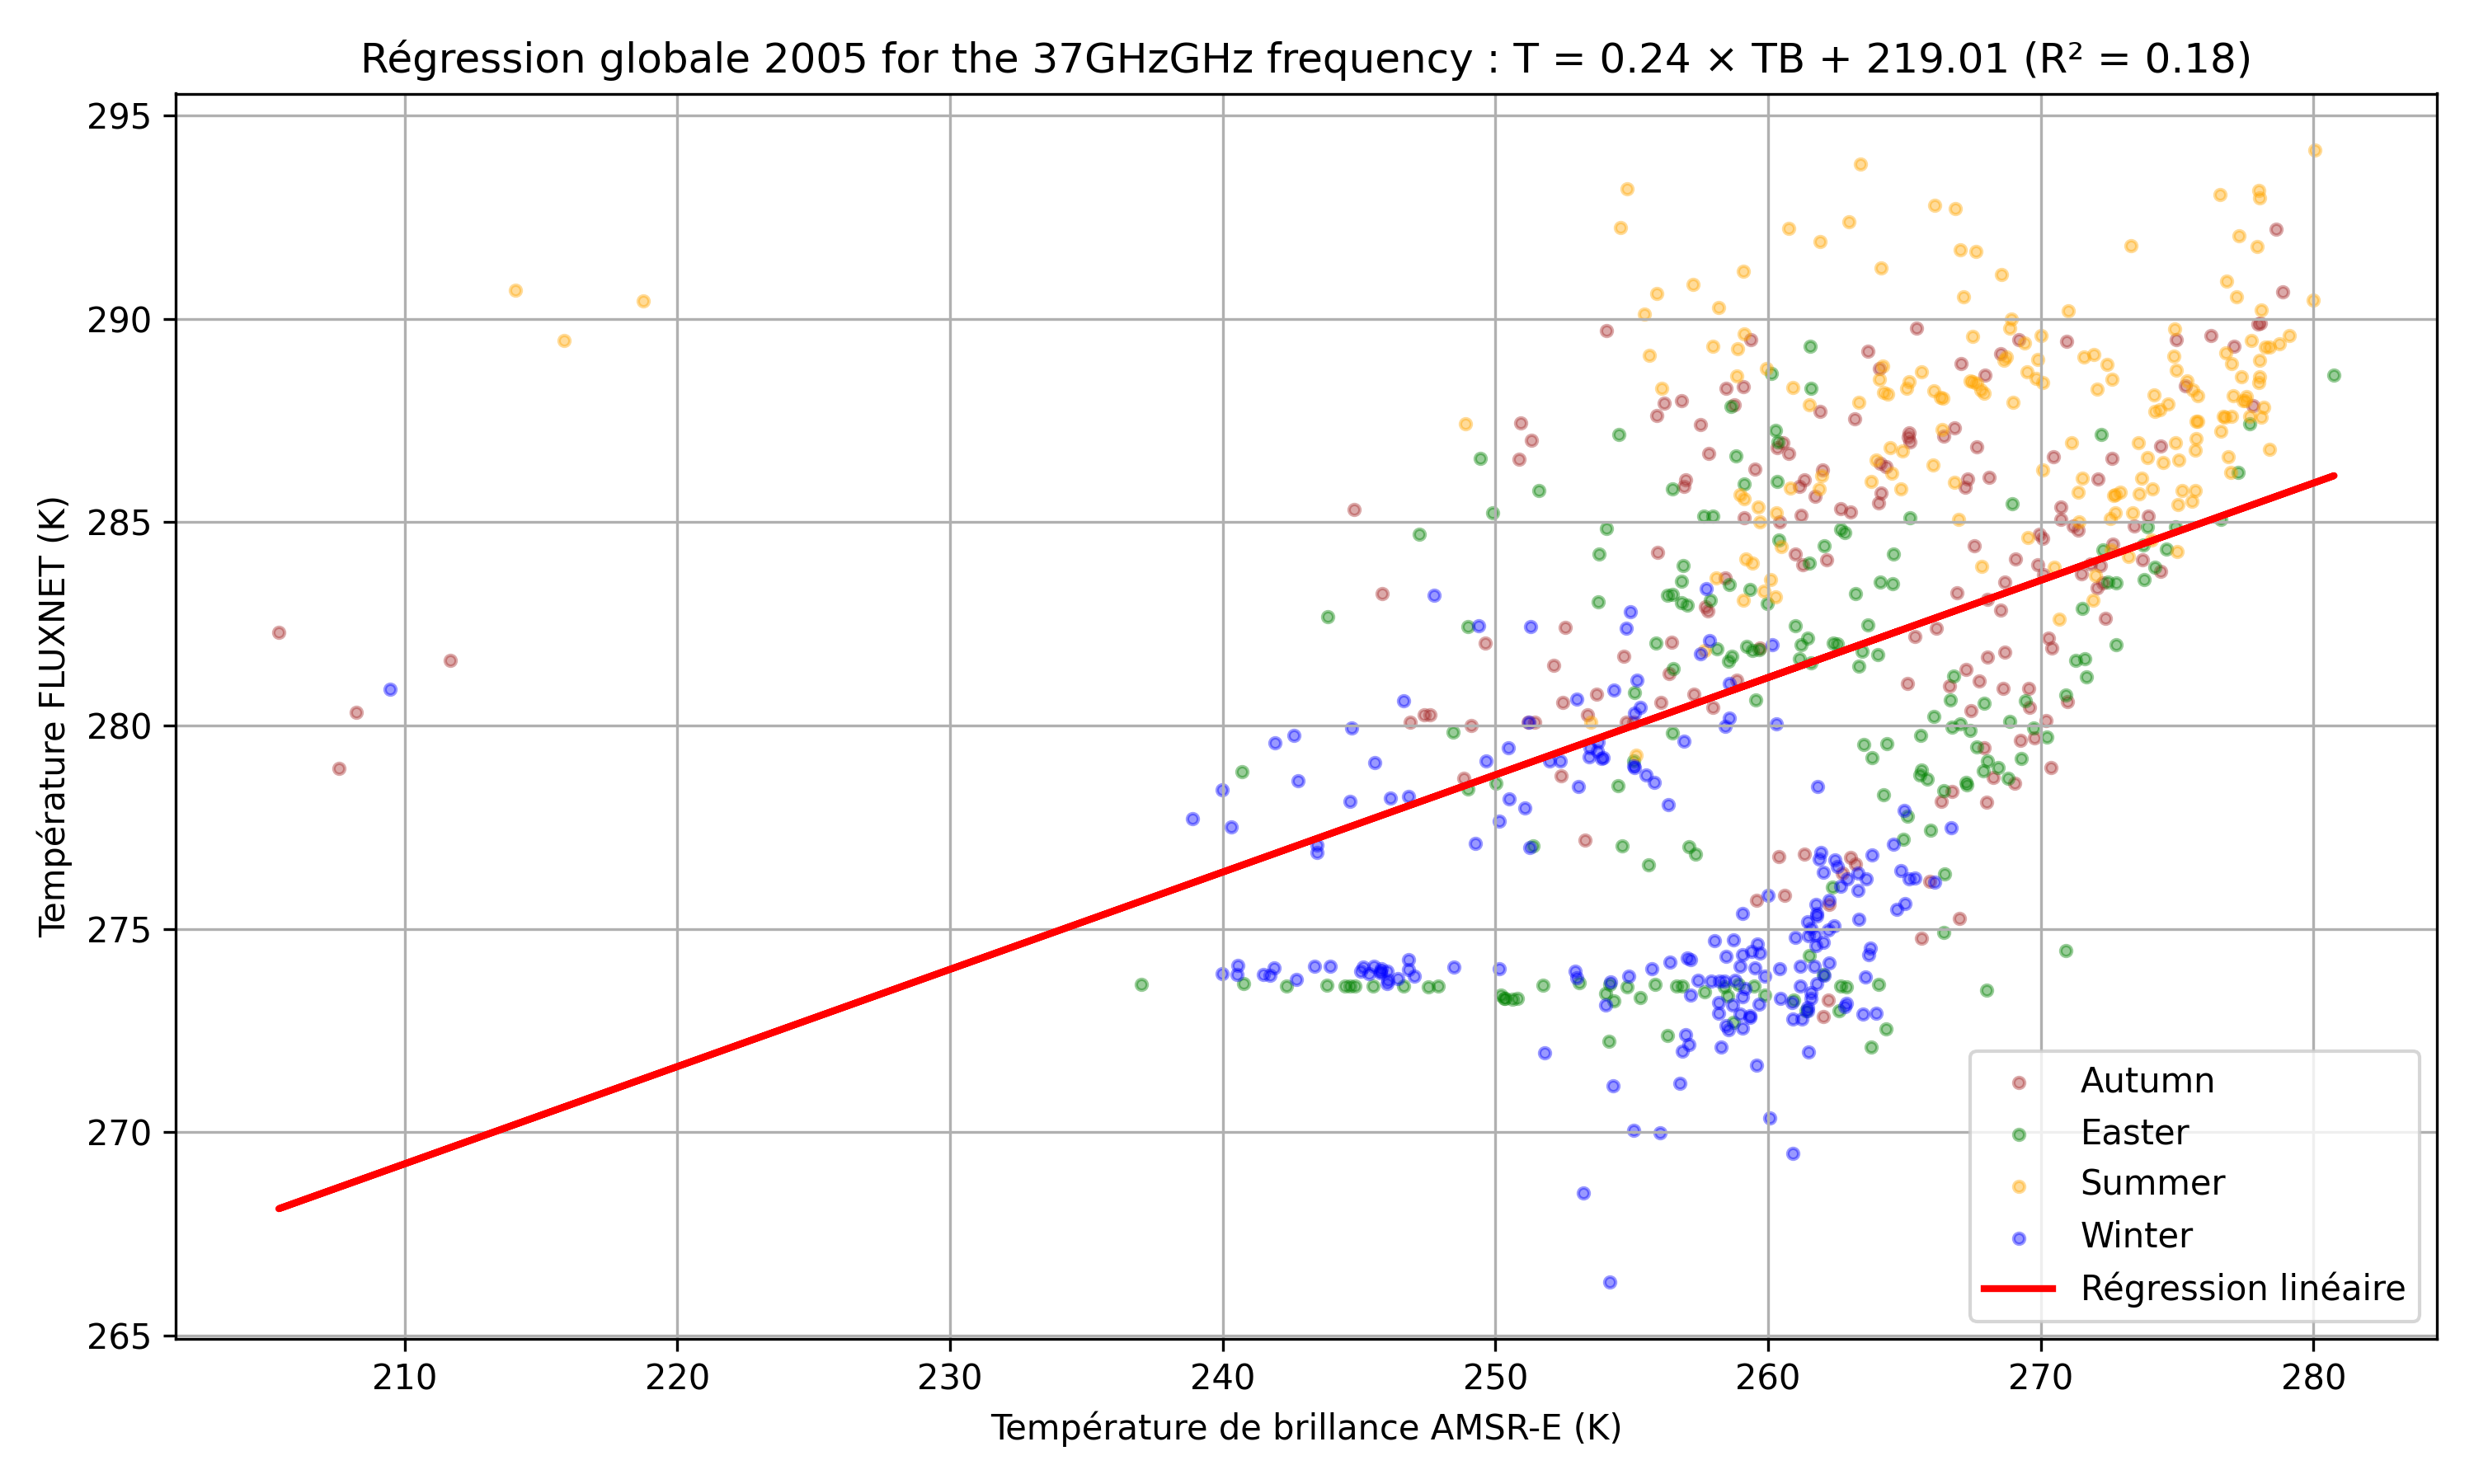 Régression globale 2005 for the 37GHzGHz frequency : T = 0.24 × TB + 219.01 (R² = 0.18)
Température FLUXNET (K)
295
290
285
280
275
270
265
210 220 230 240 250 260 270 280
Température de brillance AMSR-E (K)
Autumn
Easter
Summer
Winter
Régression linéaire